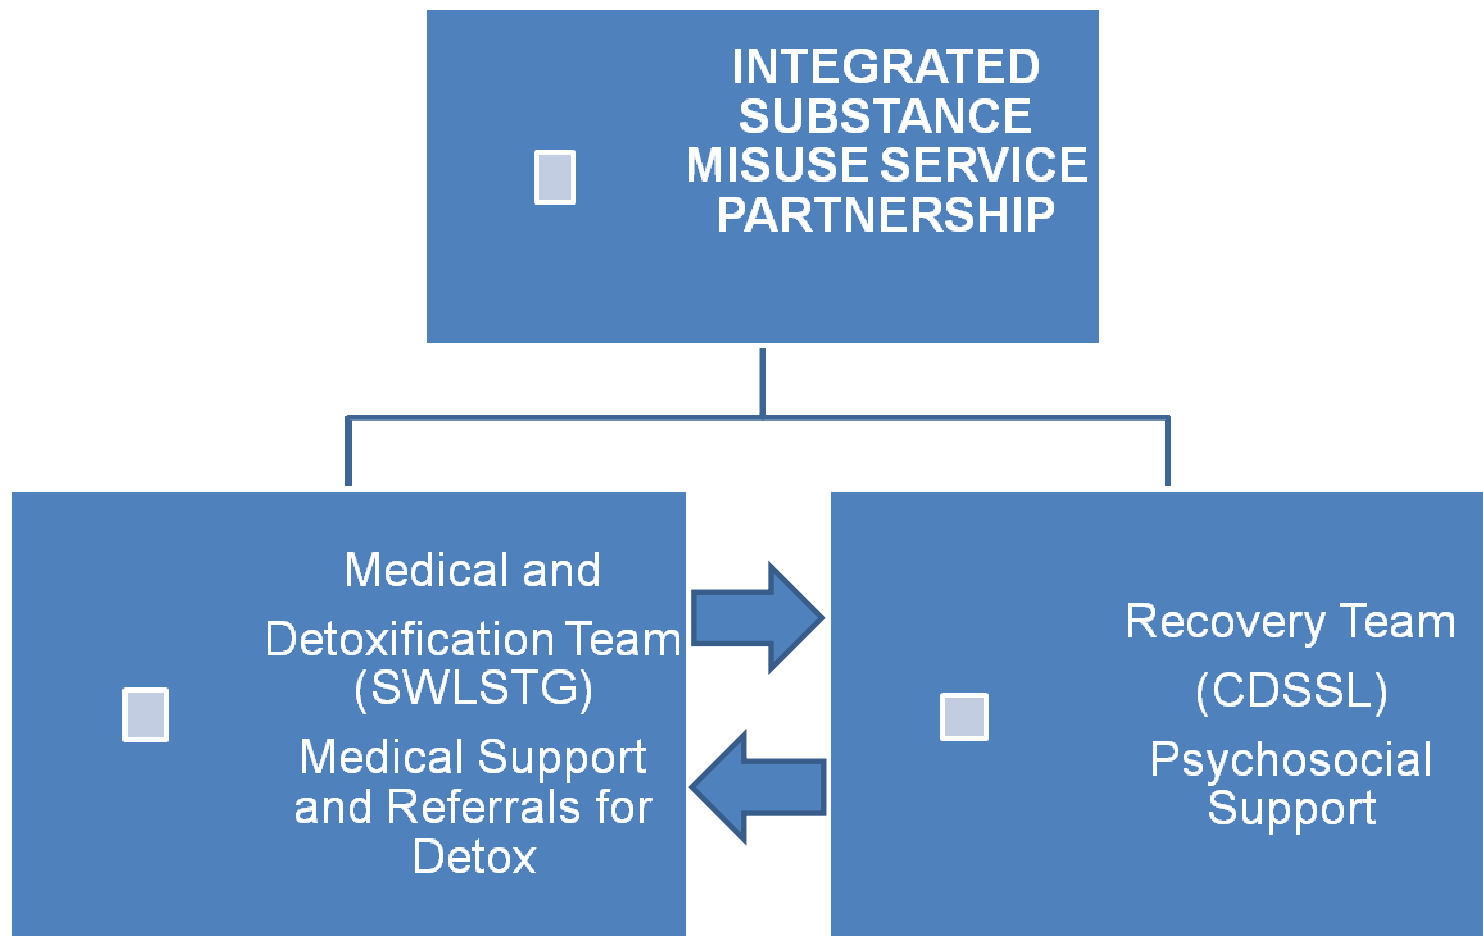 INTEGRATED
SUBSTANCE
MISUSE SERVICE
PARTNERSHIP
Medical and
Detoxification Team
(SWLSTG)
Medical Support
and Referrals for
Detox
Recovery Team
(CDSSL)
Psychosocial
Support